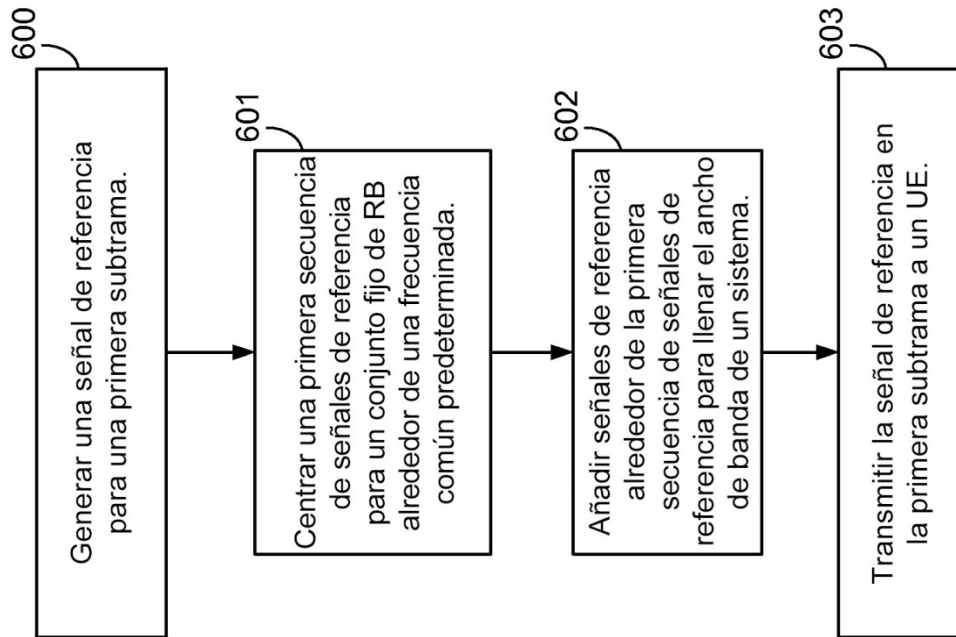 600
Generar una señal de referencia
para una primera subtrama.
601
Centrar una primera secuencia
de señales de referencia
para un conjunto fijo de RB
alrededor de una frecuencia
común predeterminada.
602
Añadir señales de referencia
alrededor de la primera
secuencia de señales de
referencia para llenar el ancho
de banda de un sistema.
603
Transmitir la señal de referencia en
la primera subtrama a un UE.